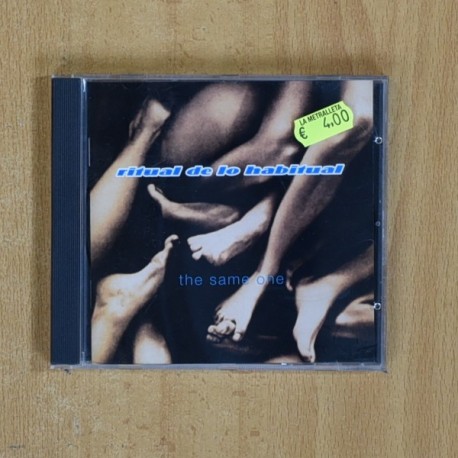 LA METRALLETA
€ 4,00
ritual de lo habitual
the same one